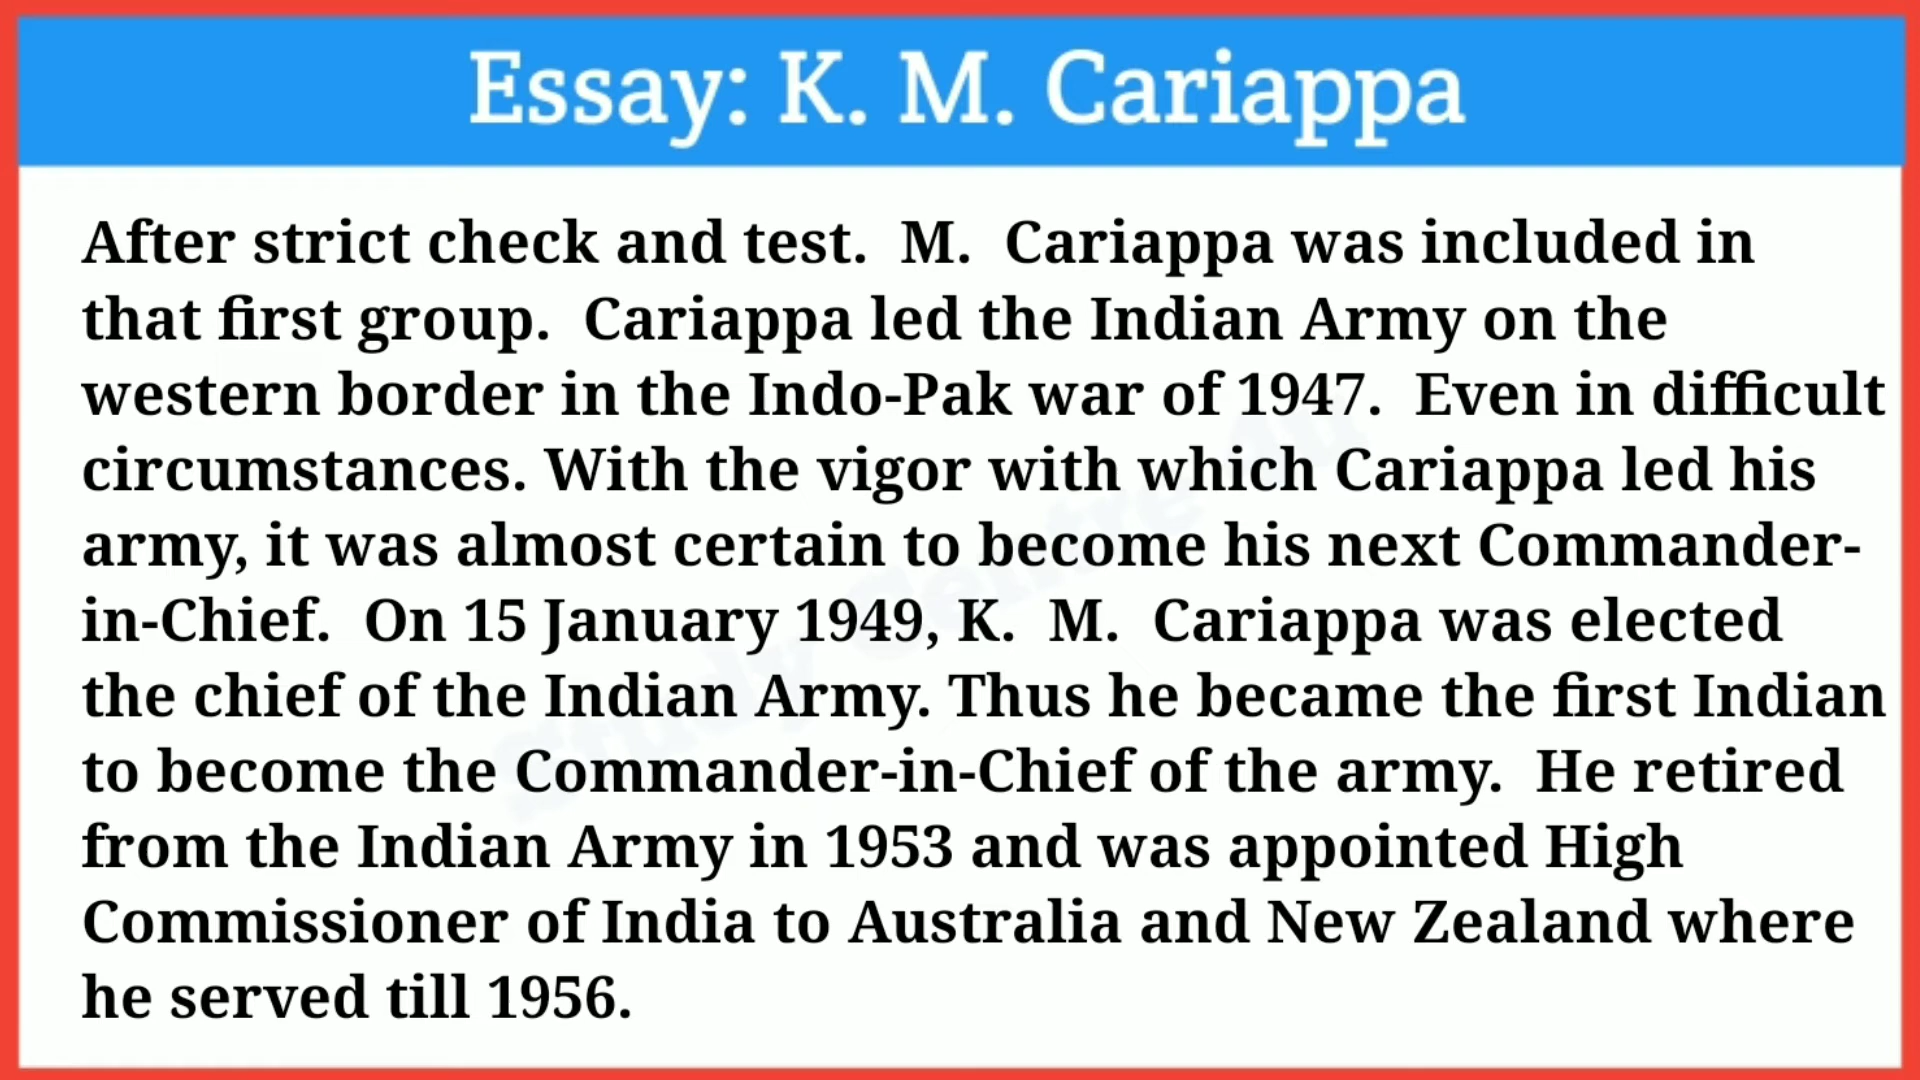 Essay: K. M. Cariappa
After strict check and test. M. Cariappa was included in
that first group. Cariappa led the Indian Army on the
western border in the Indo-Pak war of 1947. Even in difficult
circumstances. With the vigor with which Cariappa led his
army, it was almost certain to become his next Commander-
in-Chief. On 15 January 1949, K. M. Cariappa was elected
the chief of the Indian Army. Thus he became the first Indian
to become the Commander-in-Chief of the army. He retired
from the Indian Army in 1953 and was appointed High
Commissioner of India to Australia and New Zealand where
he served till 1956.
Study Centre